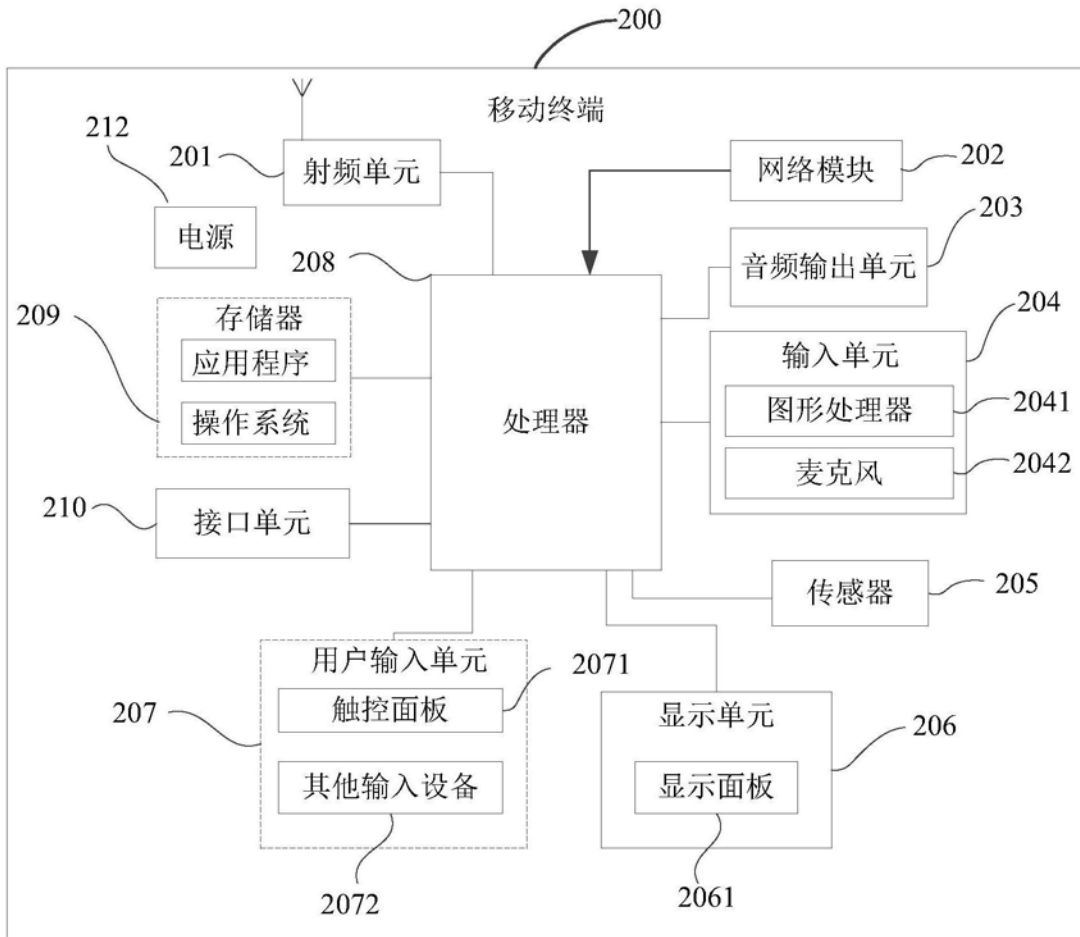 200
移动终端
212
201
射频单元
网络模块
202
电源
203
音频输出单元
208
209
存储器
应用程序
操作系统
处理器
204
输入单元
图形处理器
2041
麦克风
2042
210
接口单元
传感器
205
用户输入单元
2071
触控面板
207
其他输入设备
2072
显示单元
206
显示面板
2061